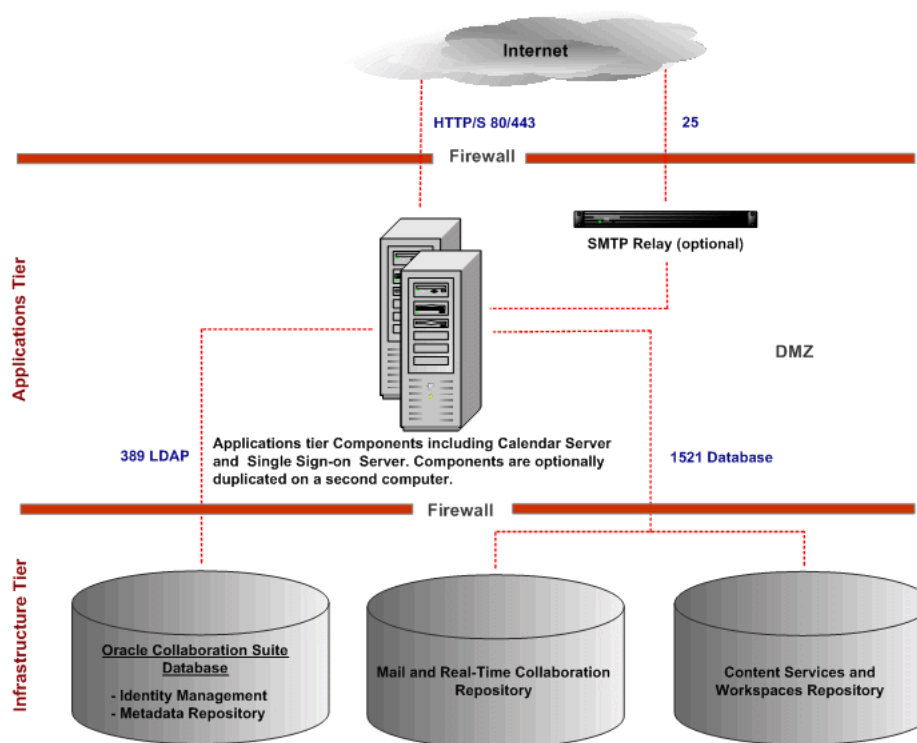 Internet
HTTP/S 80/443
25
Firewall
SMTP Relay (optional)
Applications Tier
DMZ
Applications tier Components including Calendar Server
and Single Sign-on Server. Components are optionally
duplicated on a second computer.
389 LDAP
1521 Database
Firewall
Infrastructure Tier
Oracle Collaboration Suite
Database
- Identity Management
- Metadata Repository
Mail and Real-Time Collaboration
Repository
Content Services and
Workspaces Repository